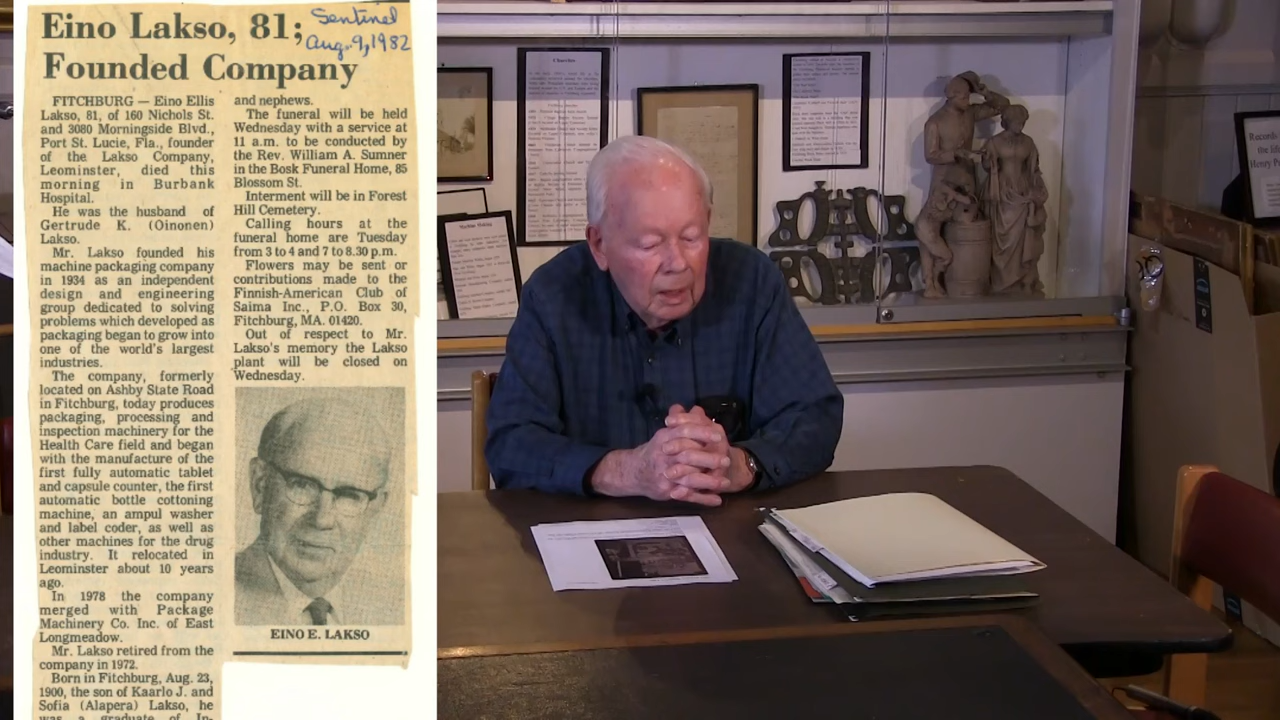 Eino Lakso, 81;
Founded Company
Sentinel
Aug. 9, 1982
FITCHBURG — Eino Ellis
Lakso, 81, of 160 Nichols St.
and 3080 Morningside Blvd.,
Port St. Lucie, Fla., founder
of the Lakso Company,
Leominster, died this
morning in Burbank
Hospital.
He was the husband of
Gertrude K. (Oinonen)
Lakso.
Mr. Lakso founded his
machine packaging company
in 1934 as an independent
design and engineering
group dedicated to solving
problems which developed as
packaging began to grow into
one of the world's largest
industries.
The company, formerly
located on Ashby State Road
in Fitchburg, today produces
packaging, processing and
inspection machinery for the
Health Care field and began
with the manufacture of the
first fully automatic tablet
and capsule counter, the first
automatic bottle cottoning
machine, an ampul washer
and label coder, as well as
other machines for the drug
industry. It relocated in
Leominster about 10 years
ago.
In 1978 the company
merged with Package
Machinery Co. Inc. of East
Longmeadow.
Mr. Lakso retired from the
company in 1972.
Born in Fitchburg, Aug. 23,
1900, the son of Kaarlo J. and
Sofia (Alapera) Lakso, he
was a graduate of In-
and nephews.
The funeral will be held
Wednesday with a service at
11 a.m. to be conducted by
the Rev. William A. Sumner
in the Bosk Funeral Home, 85
Blossom St.
Interment will be in Forest
Hill Cemetery.
Calling hours at the
funeral home are Tuesday
from 3 to 4 and 7 to 8.30 p.m.
Flowers may be sent or
contributions made to the
Finnish-American Club of
Saima Inc., P.O. Box 30,
Fitchburg, MA. 01420.
Out of respect to Mr.
Lakso's memory the Lakso
plant will be closed on
Wednesday.
EINO E. LAKSO
Churches
Records
Henry